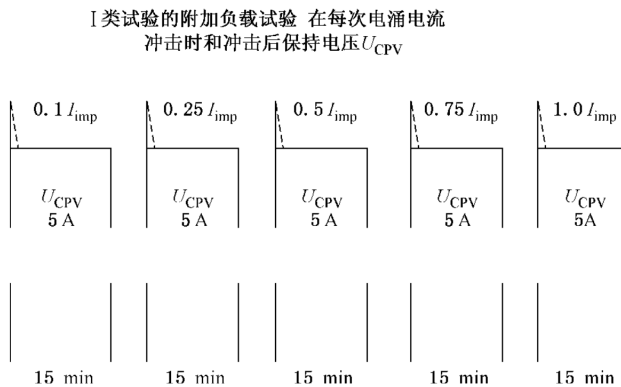 Ⅰ类试验的附加负载试验 在每次电涌电流
冲击时和冲击后保持电压U_CPV
0.1 I_imp 0.25 I_imp 0.5 I_imp 0.75 I_imp 1.0 I_imp
U_CPV U_CPV U_CPV U_CPV U_CPV
5 A 5 A 5 A 5 A 5A
15 min 15 min 15 min 15 min 15 min